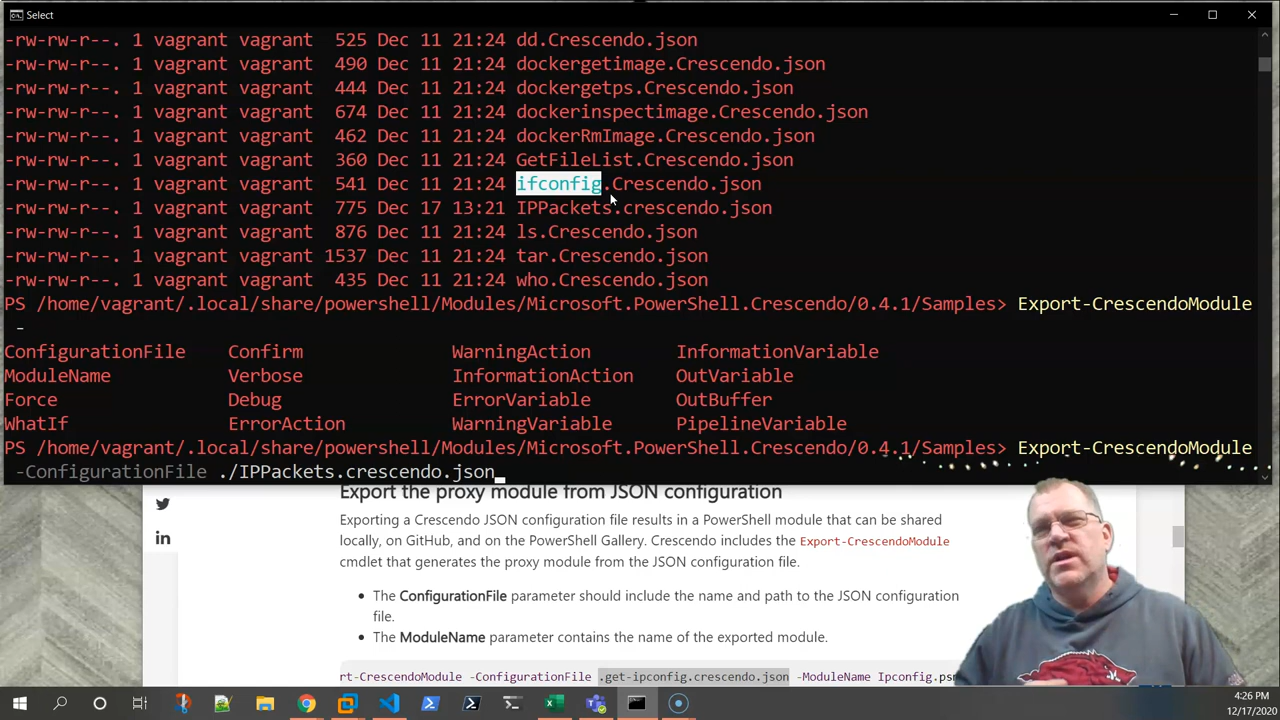 Select
-rw-rw-r--. 1 vagrant vagrant  525 Dec 11 21:24 dd.Crescendo.json
-rw-rw-r--. 1 vagrant vagrant  490 Dec 11 21:24 dockergetimage.Crescendo.json
-rw-rw-r--. 1 vagrant vagrant  444 Dec 11 21:24 dockergetps.Crescendo.json
-rw-rw-r--. 1 vagrant vagrant  674 Dec 11 21:24 dockerinspectimage.Crescendo.json
-rw-rw-r--. 1 vagrant vagrant  462 Dec 11 21:24 dockerRmImage.Crescendo.json
-rw-rw-r--. 1 vagrant vagrant  360 Dec 11 21:24 GetFileList.Crescendo.json
-rw-rw-r--. 1 vagrant vagrant  541 Dec 11 21:24 ifconfig.Crescendo.json
-rw-rw-r--. 1 vagrant vagrant  775 Dec 17 13:21 IPPackets.crescendo.json
-rw-rw-r--. 1 vagrant vagrant  876 Dec 11 21:24 ls.Crescendo.json
-rw-rw-r--. 1 vagrant vagrant 1537 Dec 11 21:24 tar.Crescendo.json
-rw-rw-r--. 1 vagrant vagrant  435 Dec 11 21:24 who.Crescendo.json
PS /home/vagrant/.local/share/powershell/Modules/Microsoft.PowerShell.Crescendo/0.4.1/Samples> Export-CrescendoModule
-
ConfigurationFile Confirm WarningAction InformationVariable
ModuleName Verbose InformationAction OutVariable
Force Debug ErrorVariable OutBuffer
WhatIf ErrorAction WarningVariable PipelineVariable
PS /home/vagrant/.local/share/powershell/Modules/Microsoft.PowerShell.Crescendo/0.4.1/Samples> Export-CrescendoModule
-ConfigurationFile ./IPPackets.crescendo.json
Export the proxy module from JSON configuration
Exporting a Crescendo JSON configuration file results in a PowerShell module that can be shared
locally, on GitHub, and on the PowerShell Gallery. Crescendo includes the Export-CrescendoModule
cmdlet that generates the proxy module from the JSON configuration file.
• The ConfigurationFile parameter should include the name and path to the JSON configuration
file.
• The ModuleName parameter contains the name of the exported module.
rt-CrescendoModule -ConfigurationFile .get-ipconfig.crescendo.json -ModuleName Ipconfig.psm
4:26 PM
12/17/2020